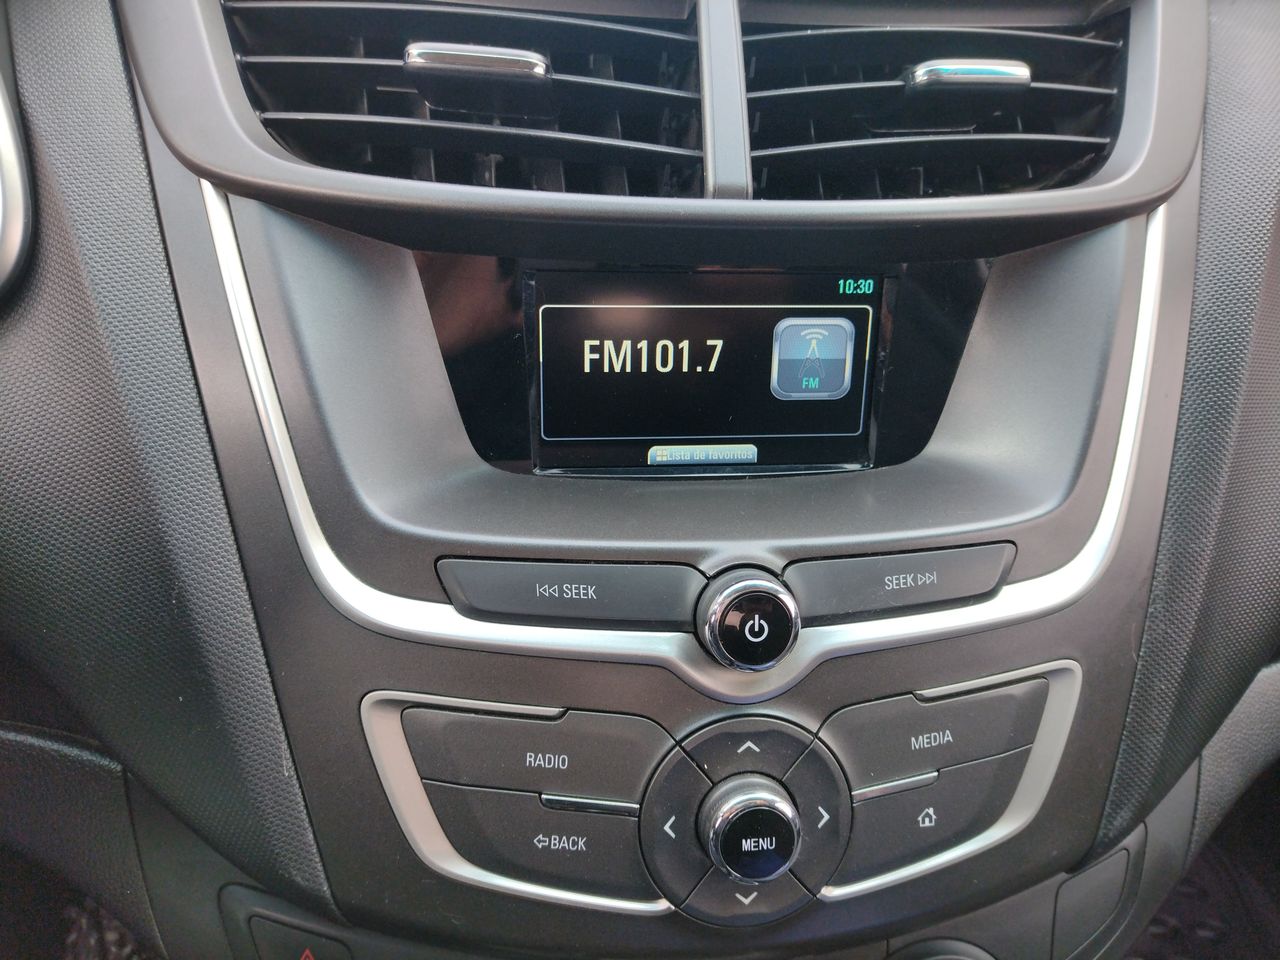 10:30
FM101.7
FM
Lista de favoritos
SEEK
SEEK
RADIO
MEDIA
BACK
MENU